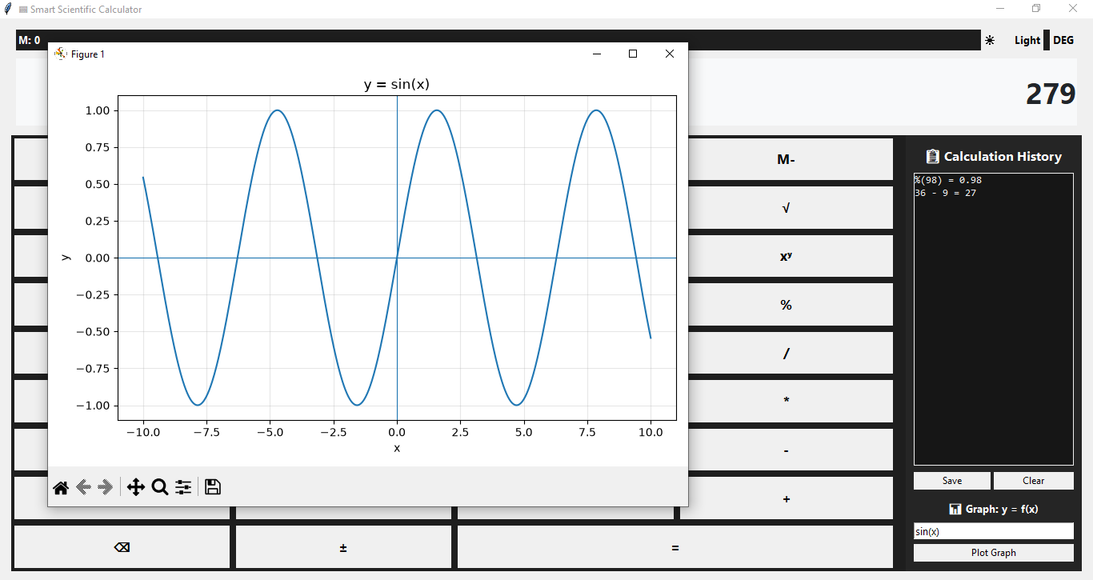 Smart Scientific Calculator
M: 0
Light
DEG
279
Figure 1
y = sin(x)
y
1.00
0.75
0.50
0.25
0.00
−0.25
−0.50
−0.75
−1.00
−10.0 −7.5 −5.0 −2.5 0.0 2.5 5.0 7.5 10.0
x
M-
√
xʸ
%
/
*
-
+
⌫ ± =
Calculation History
%(98) = 0.98
36 - 9 = 27
Save Clear
Graph: y = f(x)
sin(x)
Plot Graph